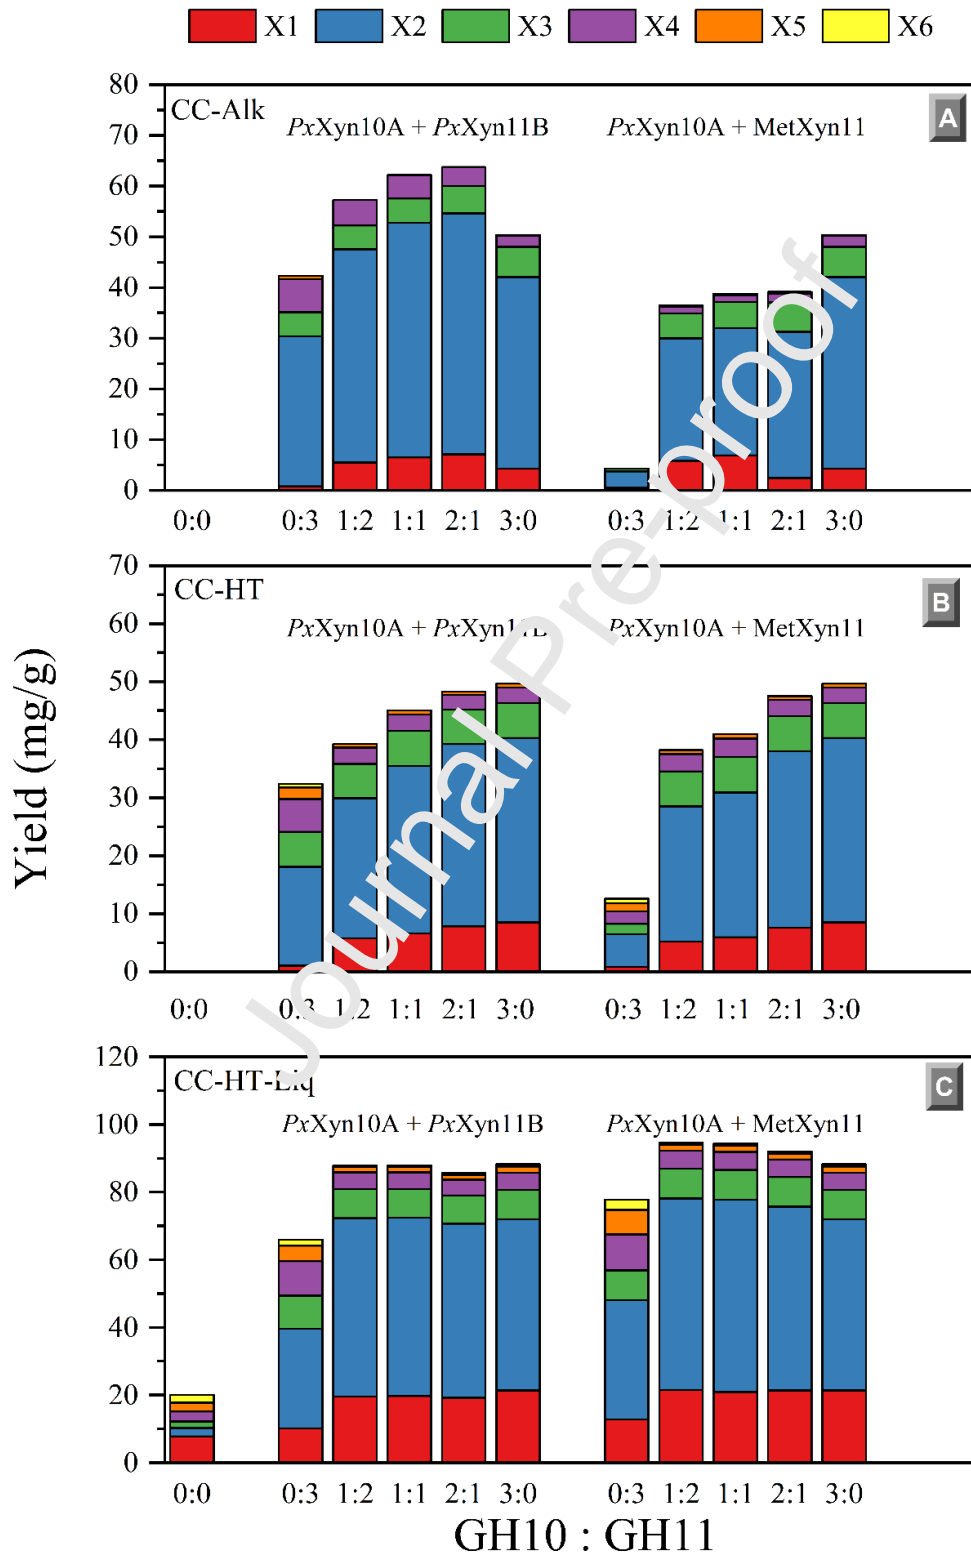 X1 X2 X3 X4 X5 X6
Yield (mg/g)
CC-Alk
A
PxXyn10A + PxXyn11B PxXyn10A + MetXyn11
80
70
60
50
40
30
20
10
0
0:0 0:3 1:2 1:1 2:1 3:0 0:3 1:2 1:1 2:1 3:0
CC-HT
B
PxXyn10A + PxXyn11B PxXyn10A + MetXyn11
70
60
50
40
30
20
10
0
0:0 0:3 1:2 1:1 2:1 3:0 0:3 1:2 1:1 2:1 3:0
CC-HT-Liq
C
PxXyn10A + PxXyn11B PxXyn10A + MetXyn11
120
100
80
60
40
20
0
0:0 0:3 1:2 1:1 2:1 3:0 0:3 1:2 1:1 2:1 3:0
GH10 : GH11
Journal Pre-proof